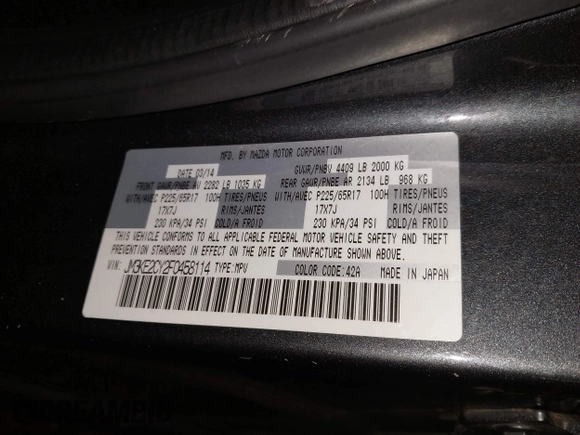 MFD. BY MAZDA MOTOR CORPORATION
DATE 03/14 GVWR/PNBV 4409 LB 2000 KG
FRONT GAWR/PNBE AV 2282 LB 1035 KG REAR GAWR/PNBE AR 2134 LB 968 KG
WITH/AVEC P225/65R17 100H TIRES/PNEUS WITH/AVEC P225/65R17 100H TIRES/PNEUS
17X7J RIMS/JANTES 17X7J RIMS/JANTES
230 KPA/34 PSI COLD/A FROID 230 KPA/34 PSI COLD/A FROID
THIS VEHICLE CONFORMS TO ALL APPLICABLE FEDERAL MOTOR VEHICLE SAFETY AND THEFT
PREVENTION STANDARDS IN EFFECT ON THE DATE OF MANUFACTURE SHOWN ABOVE.
VIN: JM3KE2CY2F0458114 TYPE:MPV COLOR CODE:42A MADE IN JAPAN